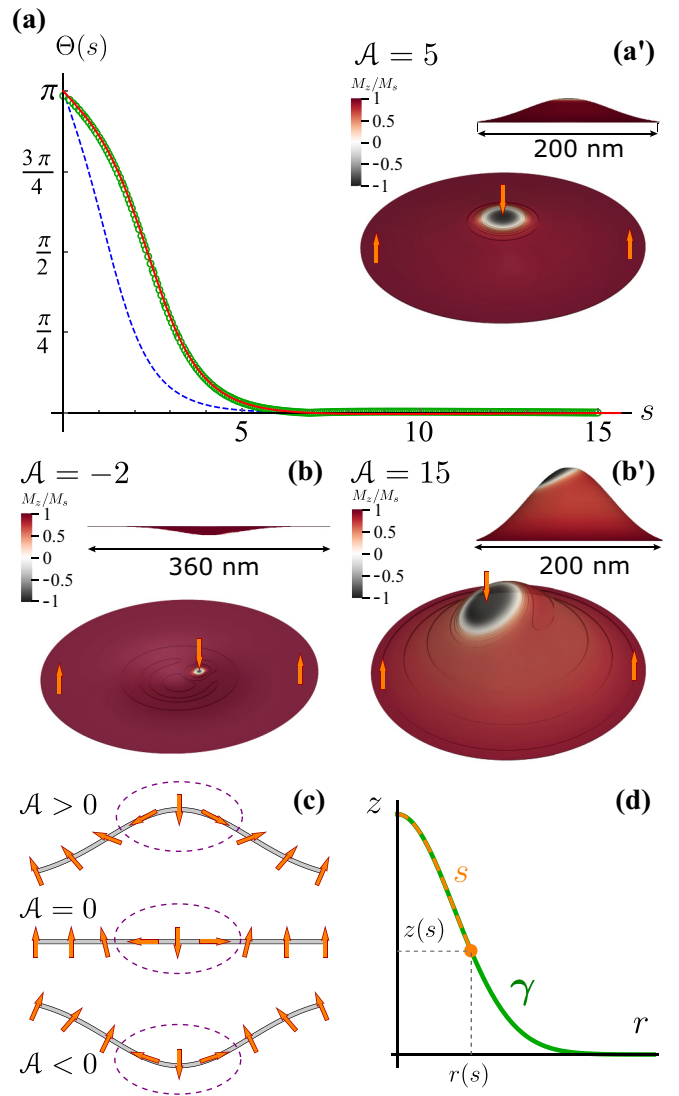 (a)
Θ(s)
π
3π/4
π/2
π/4
5
10
15
s
𝒜 = 5
(a')
M_z/M_s
1
0.5
0
-0.5
-1
200 nm
𝒜 = −2
(b)
M_z/M_s
1
0.5
0
-0.5
-1
360 nm
𝒜 = 15
(b')
M_z/M_s
1
0.5
0
-0.5
-1
200 nm
𝒜 > 0
(c)
𝒜 = 0
𝒜 < 0
(d)
z
s
z(s)
γ
r
r(s)